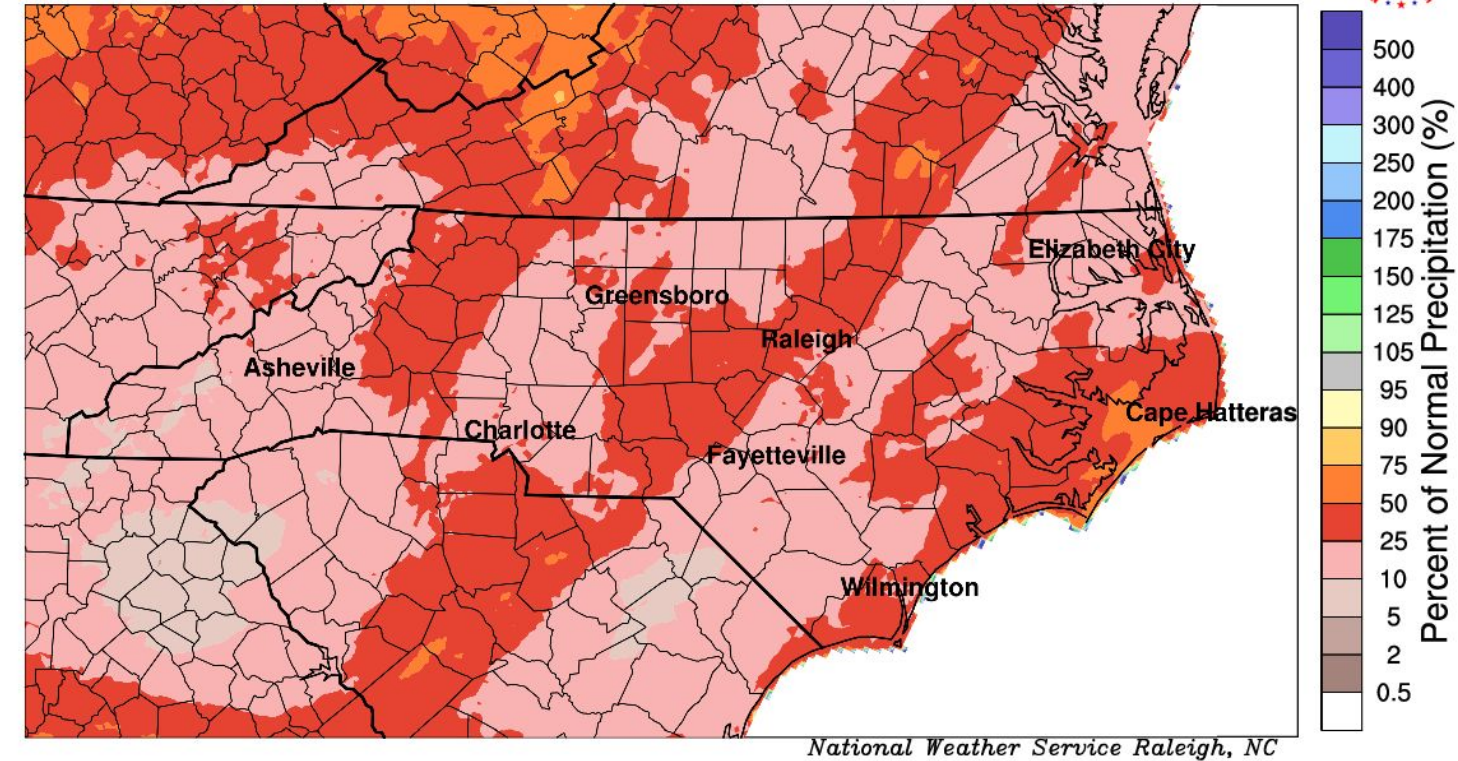 Elizabeth City
Greensboro
Raleigh
Asheville
Cape Hatteras
Charlotte
Fayetteville
Wilmington
National Weather Service Raleigh, NC
500
400
300
250
200
175
150
125
105
95
90
75
50
25
10
5
2
0.5
Percent of Normal Precipitation (%)